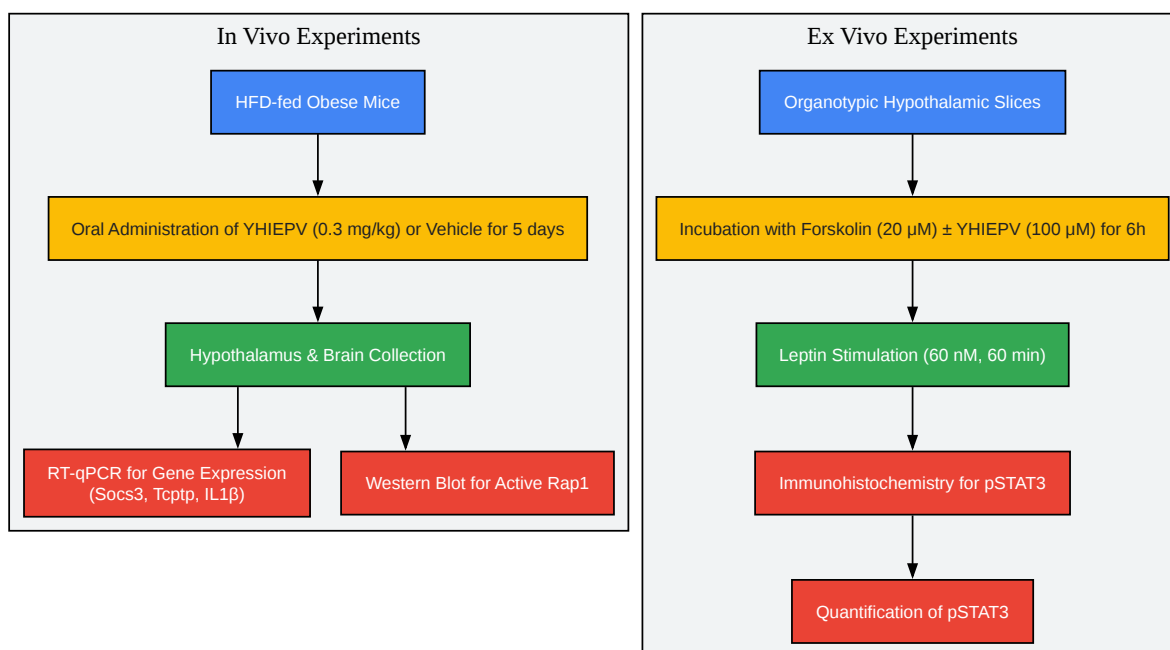 In Vivo Experiments
HFD-fed Obese Mice
Oral Administration of YHIEPV (0.3 mg/kg) or Vehicle for 5 days
Hypothalamus & Brain Collection
RT-qPCR for Gene Expression
(Socs3, Tcptp, IL1β)
Western Blot for Active Rap1
Ex Vivo Experiments
Organotypic Hypothalamic Slices
Incubation with Forskolin (20 μM) ± YHIEPV (100 μM) for 6h
Leptin Stimulation (60 nM, 60 min)
Immunohistochemistry for pSTAT3
Quantification of pSTAT3